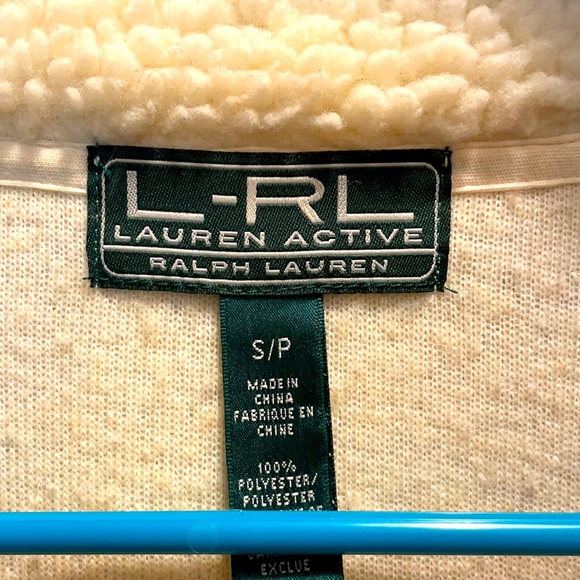 L-RL
LAUREN ACTIVE
RALPH LAUREN
S/P
MADE IN
CHINA
FABRIQUE EN
CHINE
100%
POLYESTER/
POLYESTER
EXCLUE